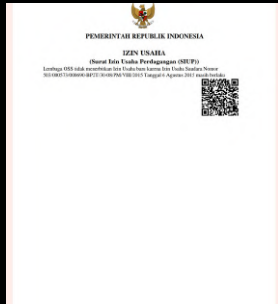 PEMERINTAH REPUBLIK INDONESIA
IZIN USAHA
(Surat Izin Usaha Perdagangan (SIUP))
Lembaga OSS tidak menerbitkan Izin Usaha baru karena Izin Usaha Saudara Nomor
Tanggal 6 Agustus 2015 masih berlaku